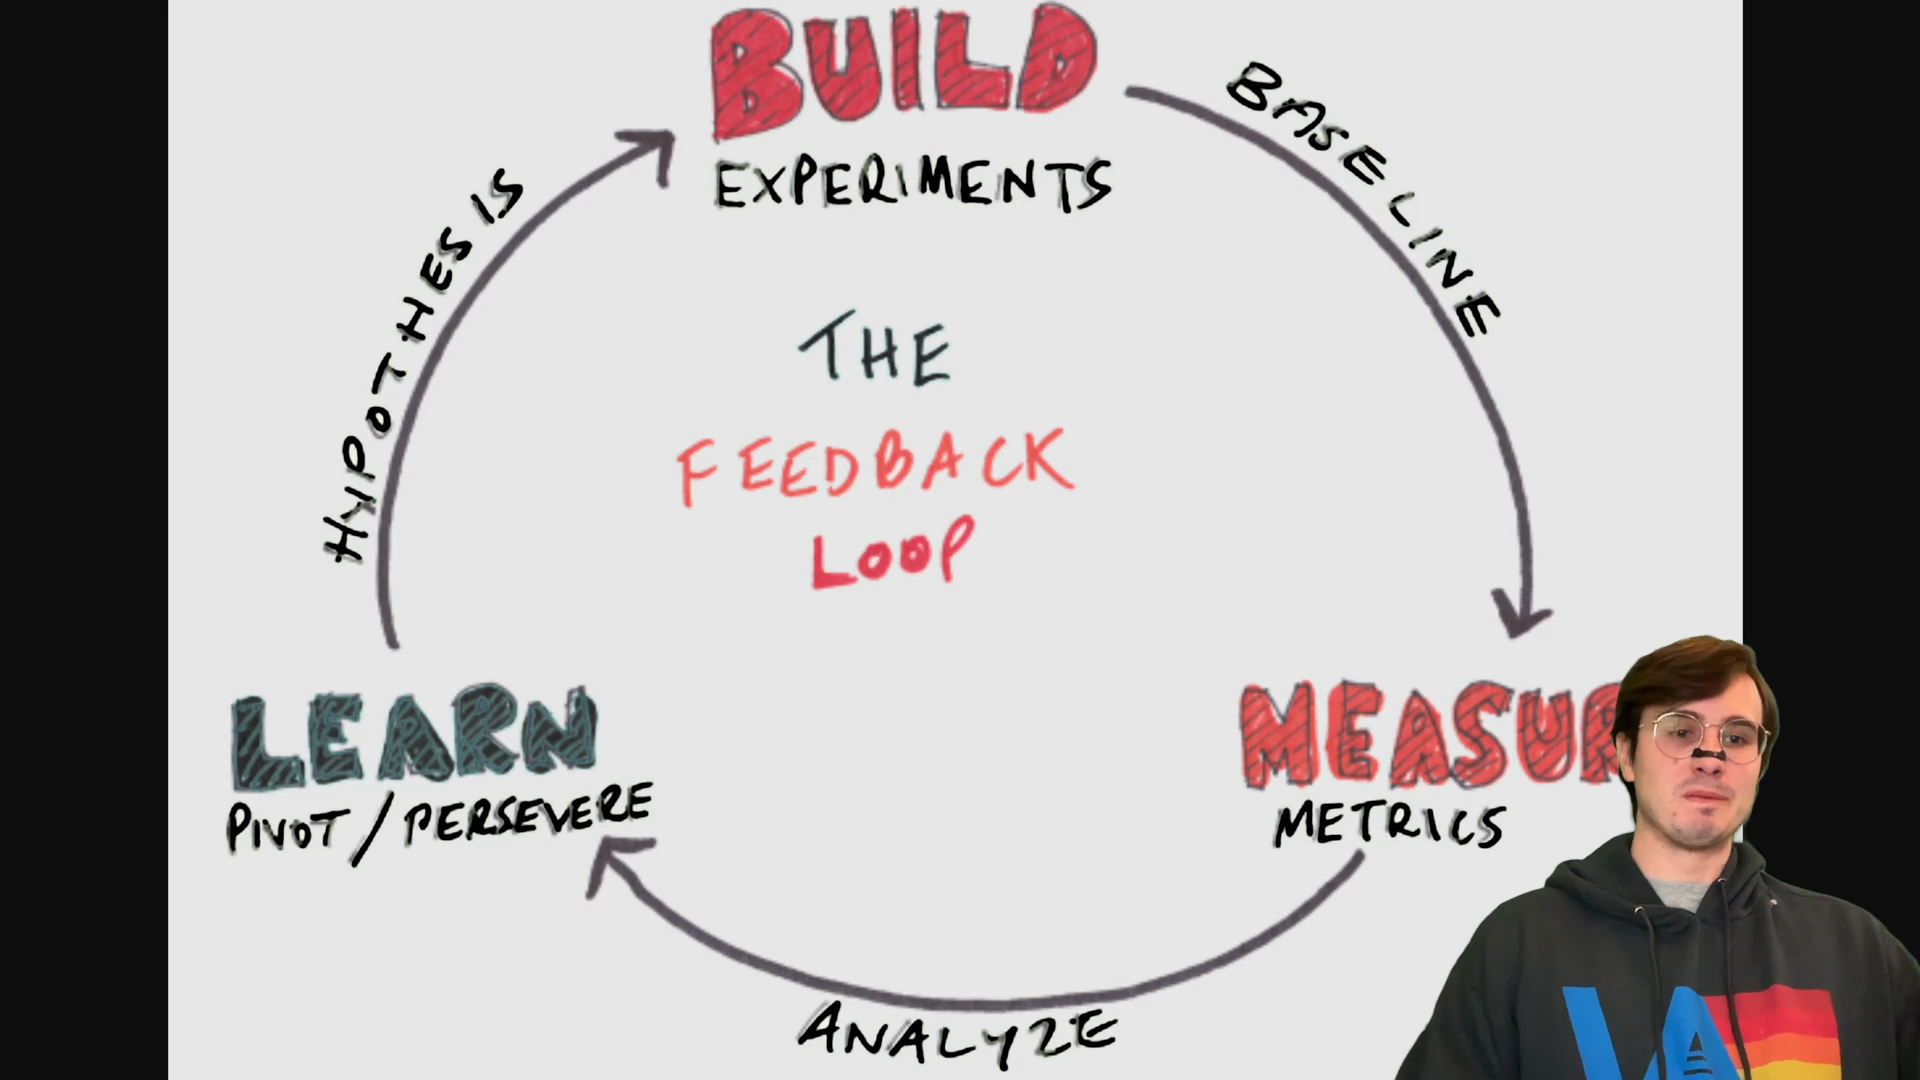 BUILD
EXPERIMENTS
BASELINE
HYPOTHESIS
THE
FEEDBACK
LOOP
LEARN
PIVOT/PERSEVERE
METRICS
ANALYZE